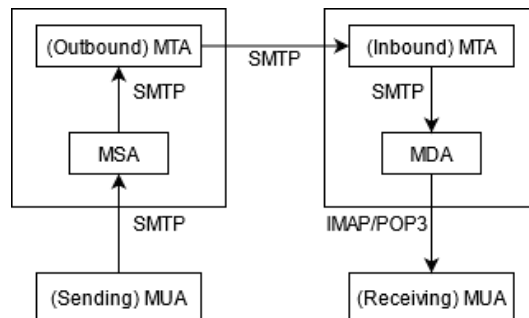 (Outbound) MTA
SMTP
(Inbound) MTA
SMTP
SMTP
MSA
MDA
SMTP
IMAP/POP3
(Sending) MUA
(Receiving) MUA